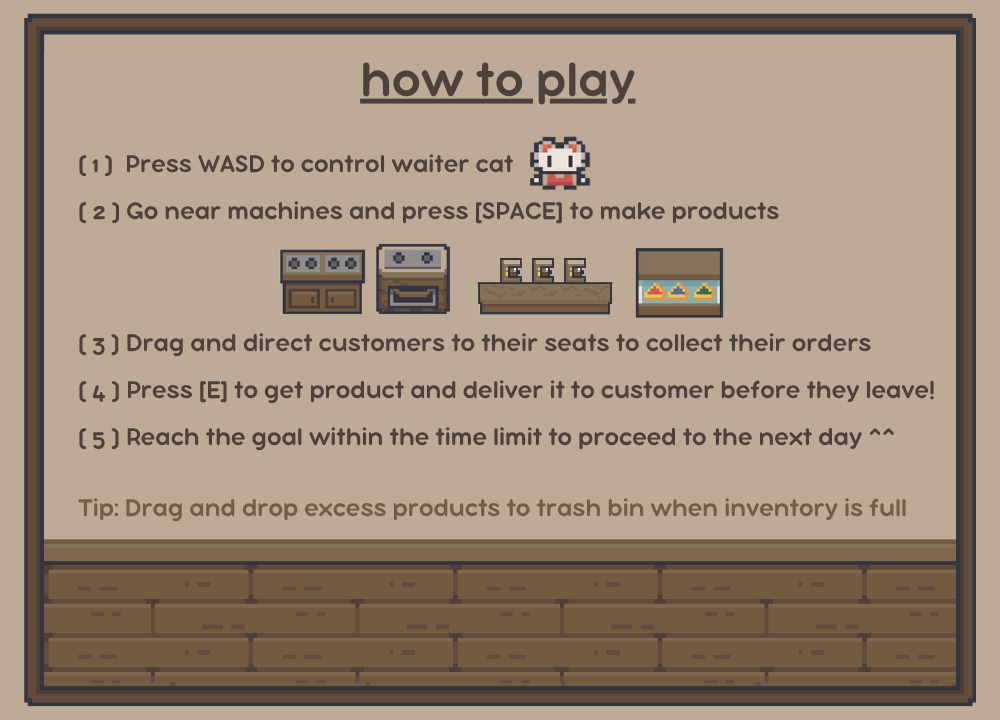 how to play
(1) Press WASD to control waiter cat
(2) Go near machines and press [SPACE] to make products
(3) Drag and direct customers to their seats to collect their orders
(4) Press [E] to get product and deliver it to customer before they leave!
(5) Reach the goal within the time limit to proceed to the next day ^^
Tip: Drag and drop excess products to trash bin when inventory is full